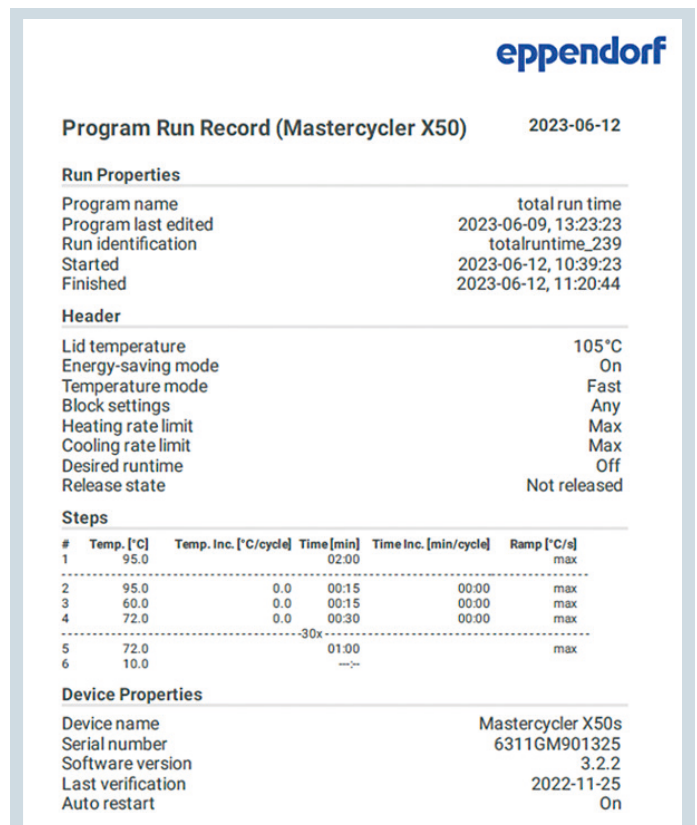 eppendorf
Program Run Record (Mastercycler X50) 2023-06-12
Run Properties
Program name total run time
Program last edited 2023-06-09, 13:23:23
Run identification totalruntime_239
Started 2023-06-12, 10:39:23
Finished 2023-06-12, 11:20:44
Header
Lid temperature 105°C
Energy-saving mode On
Temperature mode Fast
Block settings Any
Heating rate limit Max
Cooling rate limit Max
Desired runtime Off
Release state Not released
Steps
# Temp. [°C] Temp. Inc. [°C/cycle] Time [min] Time Inc. [min/cycle] Ramp [°C/s]
1 95.0 02:00 max
2 95.0 0.0 00:15 00:00 max
3 60.0 0.0 00:15 00:00 max
4 72.0 0.0 00:30 00:00 max
30x
5 72.0 01:00 max
6 10.0 --:--
Device Properties
Device name Mastercycler X50s
Serial number 6311GM901325
Software version 3.2.2
Last verification 2022-11-25
Auto restart On